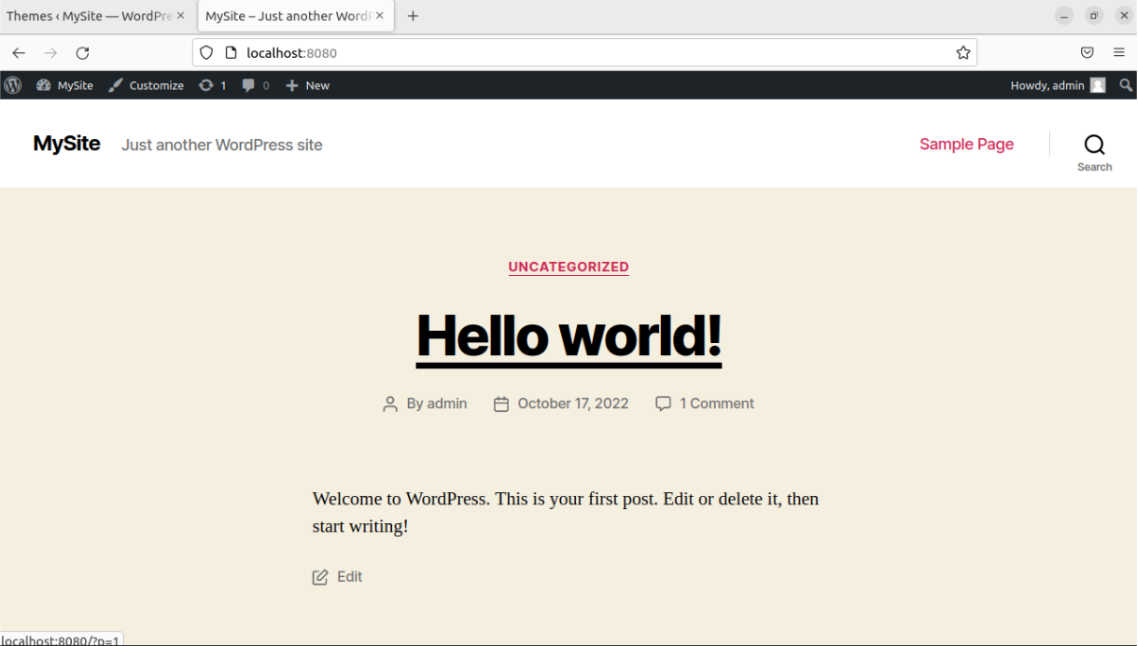 Themes ‹ MySite — WordPre
MySite – Just another WordP
localhost:8080
MySite Customize 1 0 New Howdy, admin
MySite Just another WordPress site Sample Page
Search
UNCATEGORIZED
Hello world!
By admin October 17, 2022 1 Comment
Welcome to WordPress. This is your first post. Edit or delete it, then
start writing!
Edit
localhost:8080/?p=1